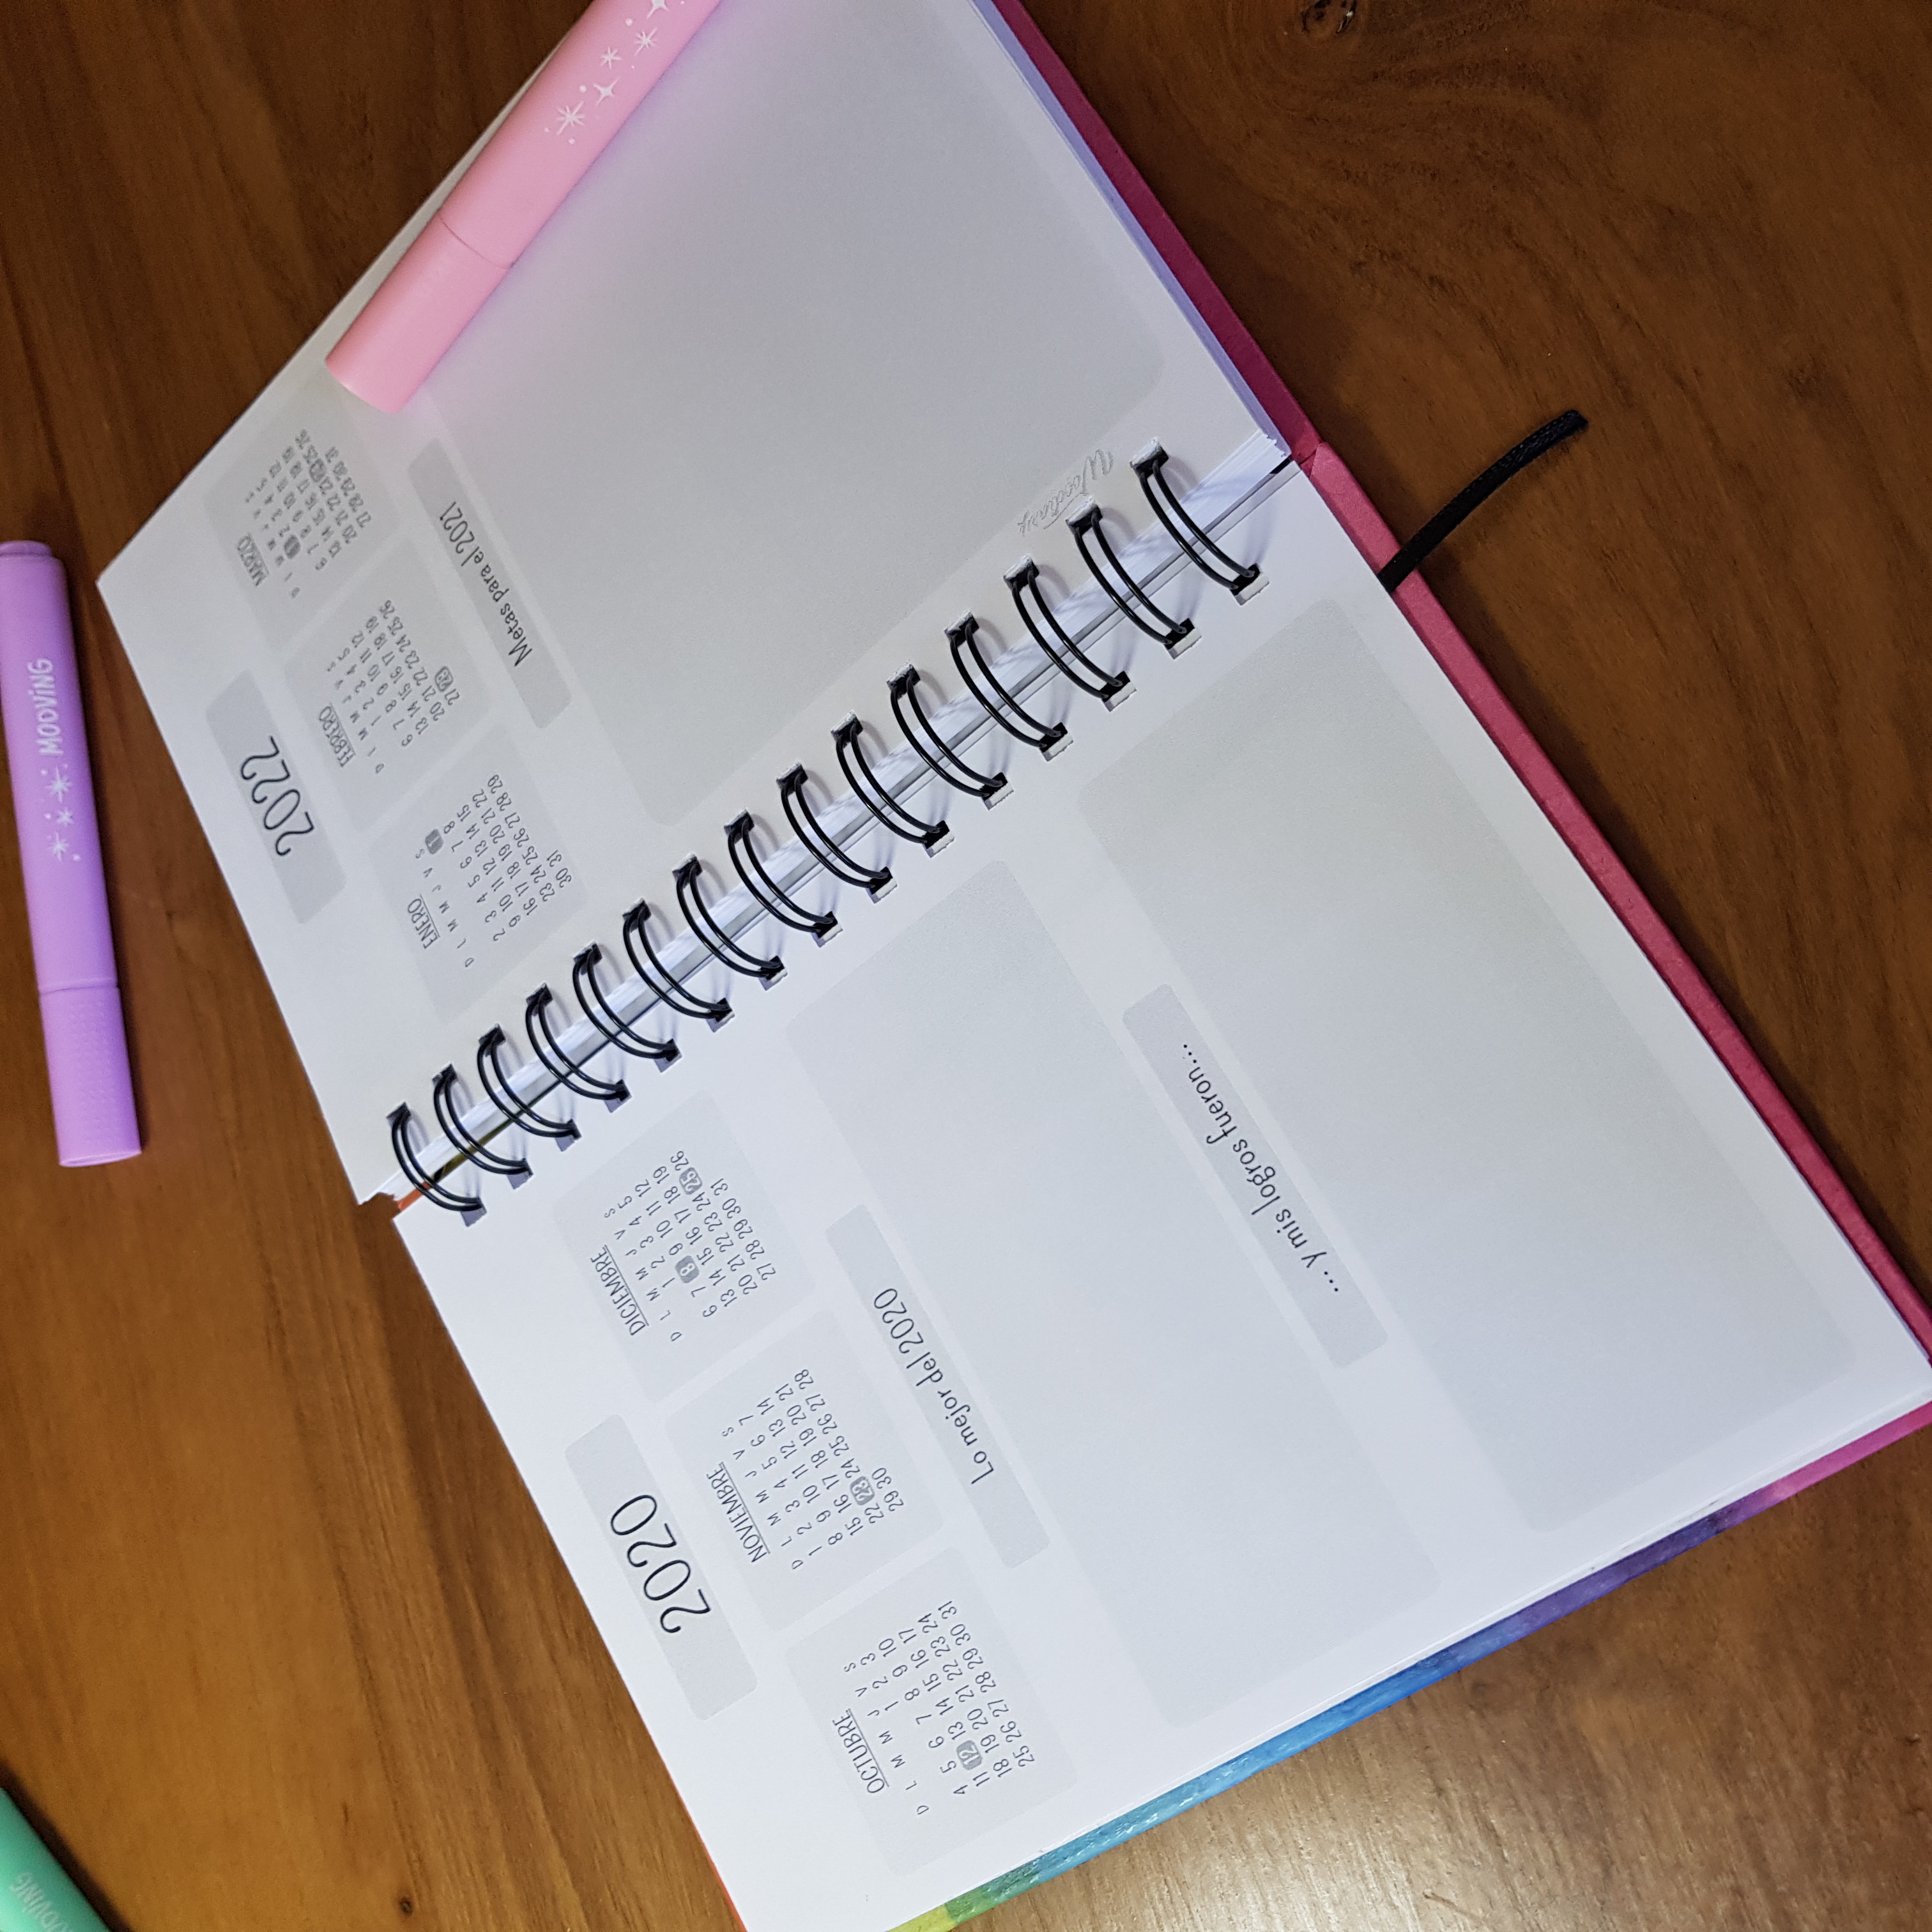 MOOVING
MOOVING
2020
OCTUBRE
D L M M J V S
1 2 3
4 5 6 7 8 9 10
11 12 13 14 15 16 17
18 19 20 21 22 23 24
25 26 27 28 29 30 31
NOVIEMBRE
D L M M J V S
1 2 3 4 5 6 7
8 9 10 11 12 13 14
15 16 17 18 19 20 21
22 23 24 25 26 27 28
29 30
DICIEMBRE
D L M M J V S
1 2 3 4 5
6 7 8 9 10 11 12
13 14 15 16 17 18 19
20 21 22 23 24 25 26
27 28 29 30 31
Lo mejor del 2020
... y mis logros fueron...
2022
ENERO
D L M M J V S
1
2 3 4 5 6 7 8
9 10 11 12 13 14 15
16 17 18 19 20 21 22
23 24 25 26 27 28 29
30 31
FEBRERO
D L M M J V S
1 2 3 4 5
6 7 8 9 10 11 12
13 14 15 16 17 18 19
20 21 22 23 24 25 26
27 28
MARZO
D L M M J V S
1 2 3 4 5
6 7 8 9 10 11 12
13 14 15 16 17 18 19
20 21 22 23 24 25 26
27 28 29 30 31
Metas para el 2021